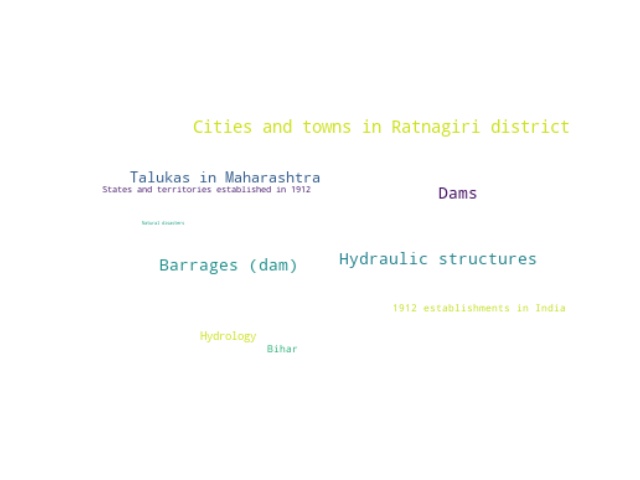 Cities and towns in Ratnagiri district
Talukas in Maharashtra
States and territories established in 1912
Dams
Natural disasters
Barrages (dam)
Hydraulic structures
1912 establishments in India
Hydrology
Bihar